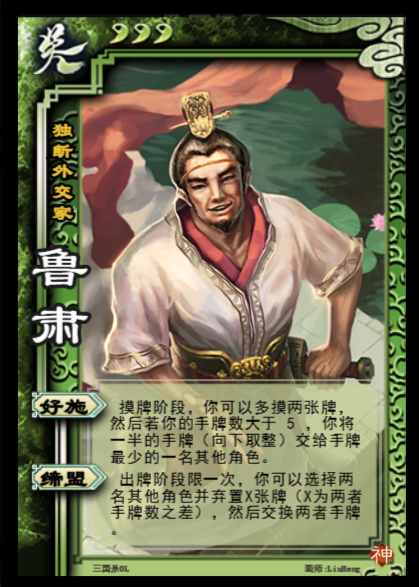 吴
独断外交家
鲁肃
好施
摸牌阶段，你可以多摸两张牌，
然后若你的手牌数大于 5 ，你将
一半的手牌（向下取整）交给手牌
最少的一名其他角色。
缔盟
出牌阶段限一次，你可以选择两
名其他角色并弃置X张牌（X为两者
手牌数之差），然后交换两者手牌
。
神
三国杀OL
画师:LiuHeng